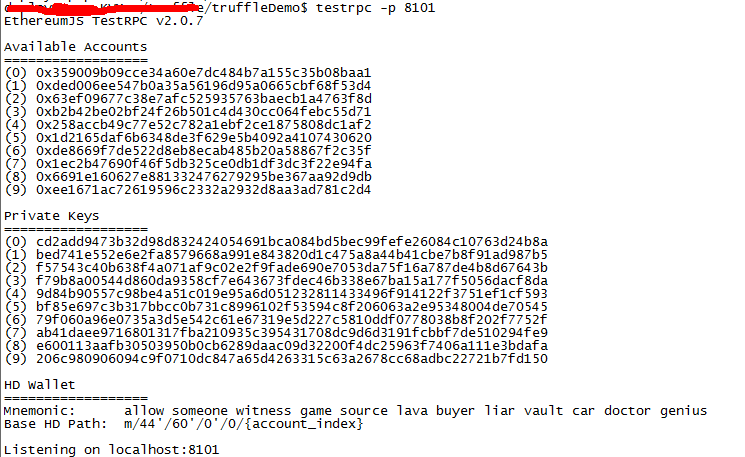 /truffleDemo$ testrpc -p 8101
EthereumJS TestRPC v2.0.7
Available Accounts
==================
(0) 0x359009b09cce34a60e7dc484b7a155c35b08baa1
(1) 0xded006ee547b0a35a56196d95a0665cbf68f53d4
(2) 0x63ef09677c38e7afc525935763baecb1a4763f8d
(3) 0xb2b42be02bf24f26b501c4d430cc064febc55d71
(4) 0x258accb49c77e52c782a1ebf2ce1875808dc1af2
(5) 0x1d2165daf6b6348de3f629e5b4092a4107430620
(6) 0xde8669f7de522d8eb8ecab485b20a58867f2c35f
(7) 0x1ec2b47690f46f5db325ce0db1df3dc3f22e94fa
(8) 0x6691e160627e881332476279295be367aa92d9db
(9) 0xee1671ac72619596c2332a2932d8aa3ad781c2d4
Private Keys
==================
(0) cd2add9473b32d98d832424054691bca084bd5bec99fefe26084c10763d24b8a
(1) bed741e552e6e2fa8579668a991e843820d1c475a8a44b41cbe7b8f91ad987b5
(2) f57543c40b638f4a071af9c02e2f9fade690e7053da75f16a787de4b8d67643b
(3) f79b8a00544d860da9358cf7e643673fdec46b338e67ba15a177f5056dacf8da
(4) 9d84b90557c98be4a51c019e95a6d051232811433496f914122f3751ef1cf593
(5) bf85e697c3b317bbcc0b731c8996102f53594c8f206063a2e95348004de70545
(6) 79f060a96e0735a3d5e542c61e67319e5d227c5810ddf0778038b8f202f7752f
(7) ab41daee9716801317fba210935c395431708dc9d6d3191fcbbf7de510294fe9
(8) e600113aafb30503950b0cb6289daac09d32200f4dc25963f7406a111e3bdafa
(9) 206c980906094c9f0710dc847a65d4263315c63a2678cc68adbc22721b7fd150
HD Wallet
==================
Mnemonic:      allow someone witness game source lava buyer liar vault car doctor genius
Base HD Path:  m/44'/60'/0'/0/{account_index}
Listening on localhost:8101